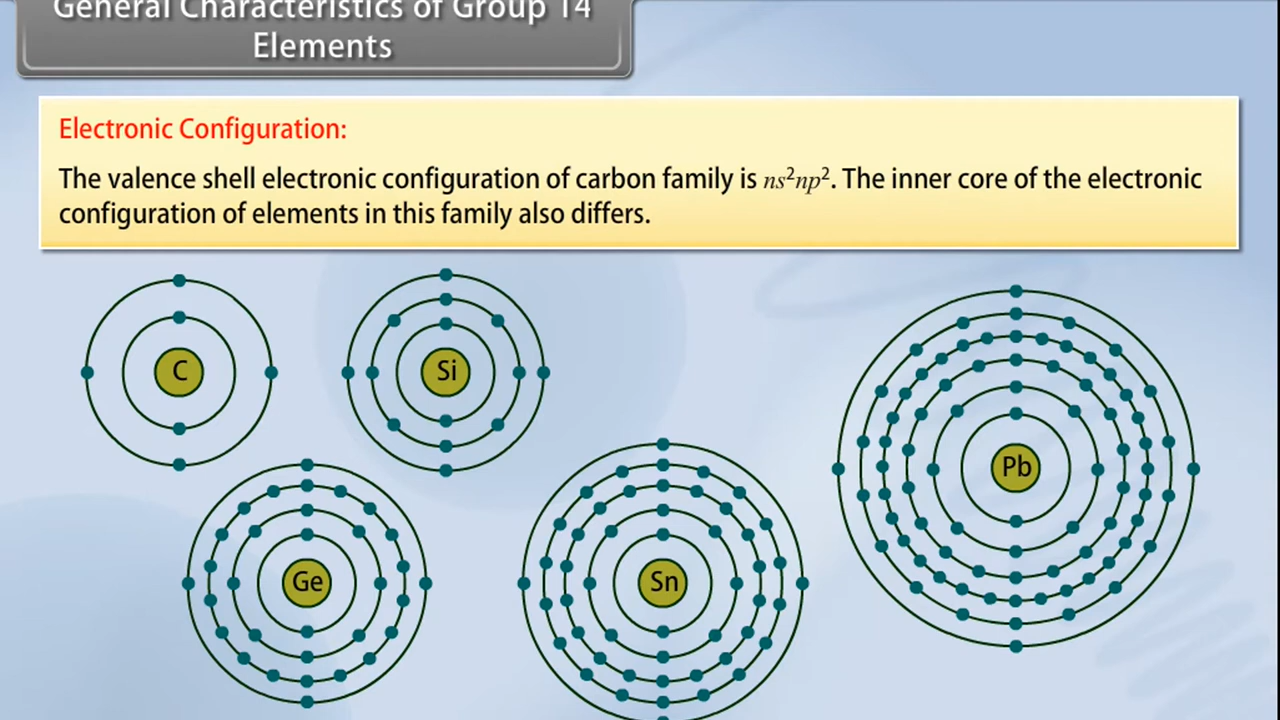 General Characteristics of Group 14
Elements
Electronic Configuration:
The valence shell electronic configuration of carbon family is ns²np². The inner core of the electronic
configuration of elements in this family also differs.
C
Si
Pb
Ge
Sn